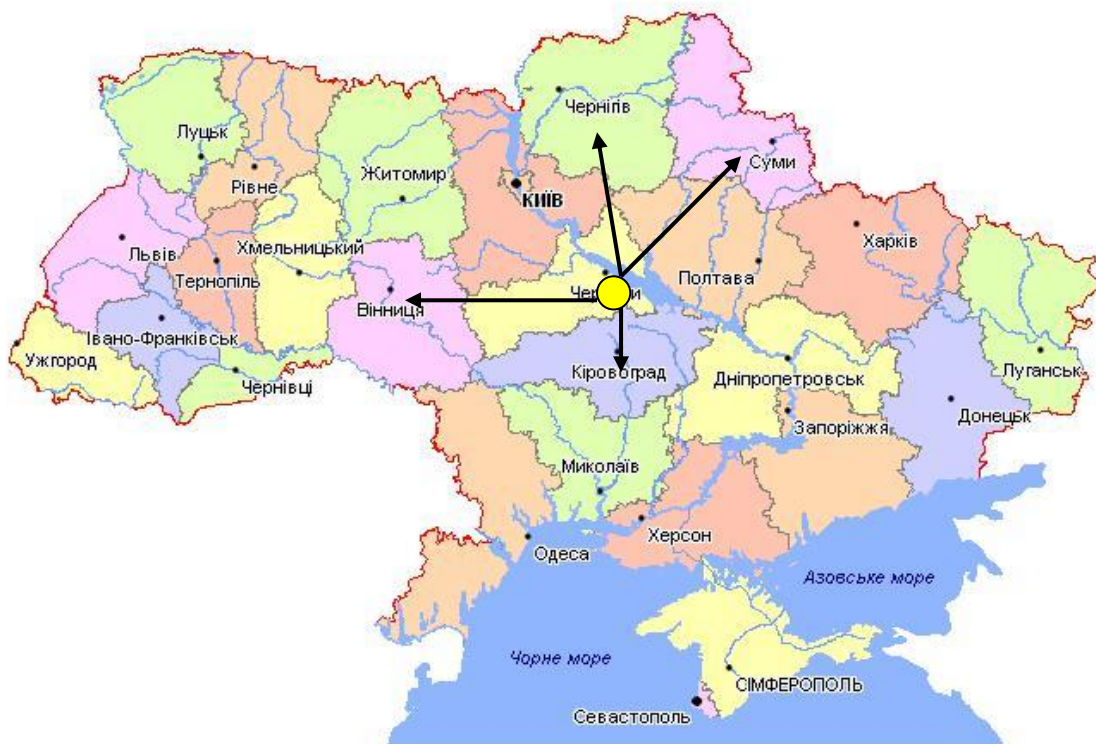 Чернігів
Луцьк
Суми
Рівне
Житомир
КИЇВ
Харків
Львів
Хмельницький
Тернопіль
Полтава
Вінниця
Івано-Франківськ
Ужгород
Чернівці
Кіровоград
Дніпропетровськ
Луганськ
Донецьк
Запоріжжя
Миколаїв
Херсон
Одеса
Азовське море
Чорне море
СІМФЕРОПОЛЬ
Севастополь